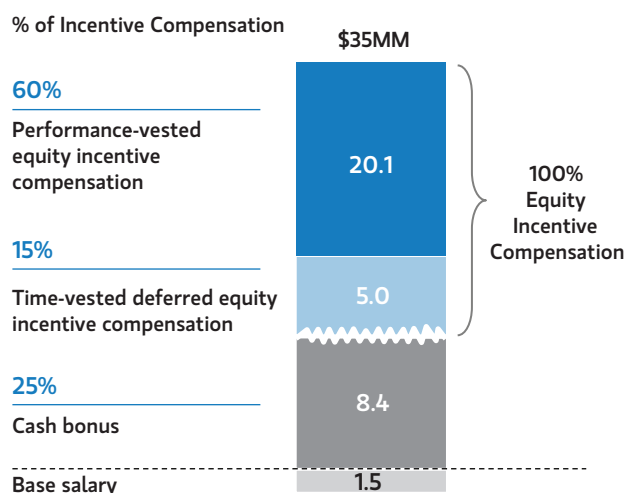 % of Incentive Compensation
$35MM
60%
Performance-vested
equity incentive
compensation
20.1
100%
Equity
Incentive
Compensation
15%
Time-vested deferred equity
incentive compensation
5.0
25%
Cash bonus
8.4
Base salary
1.5